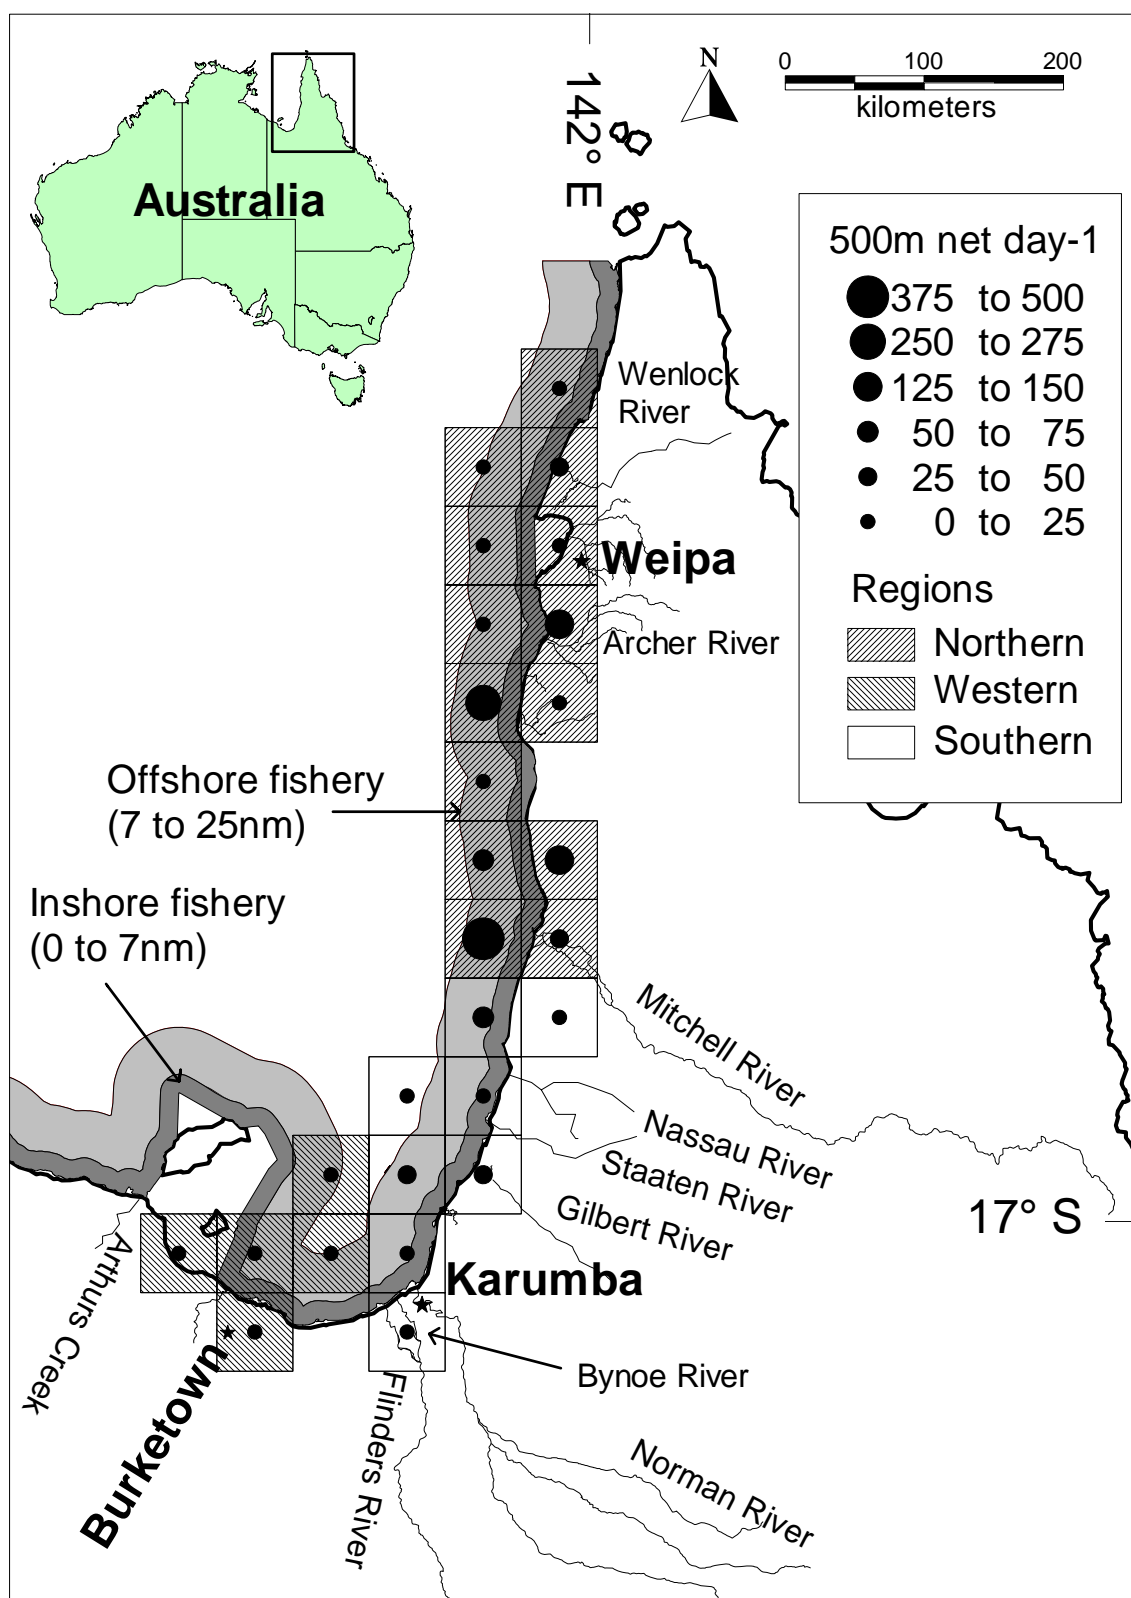 142° E
N
0 100 200
kilometers
Australia
500m net day-1
375 to 500
250 to 275
125 to 150
50 to 75
25 to 50
0 to 25
Regions
Northern
Western
Southern
Wenlock
River
Weipa
Archer River
Offshore fishery
(7 to 25nm)
Inshore fishery
(0 to 7nm)
Mitchell River
Nassau River
Staaten River
Gilbert River
17° S
Karumba
Arthurs Creek
Burketown
Bynoe River
Flinders River
Norman River